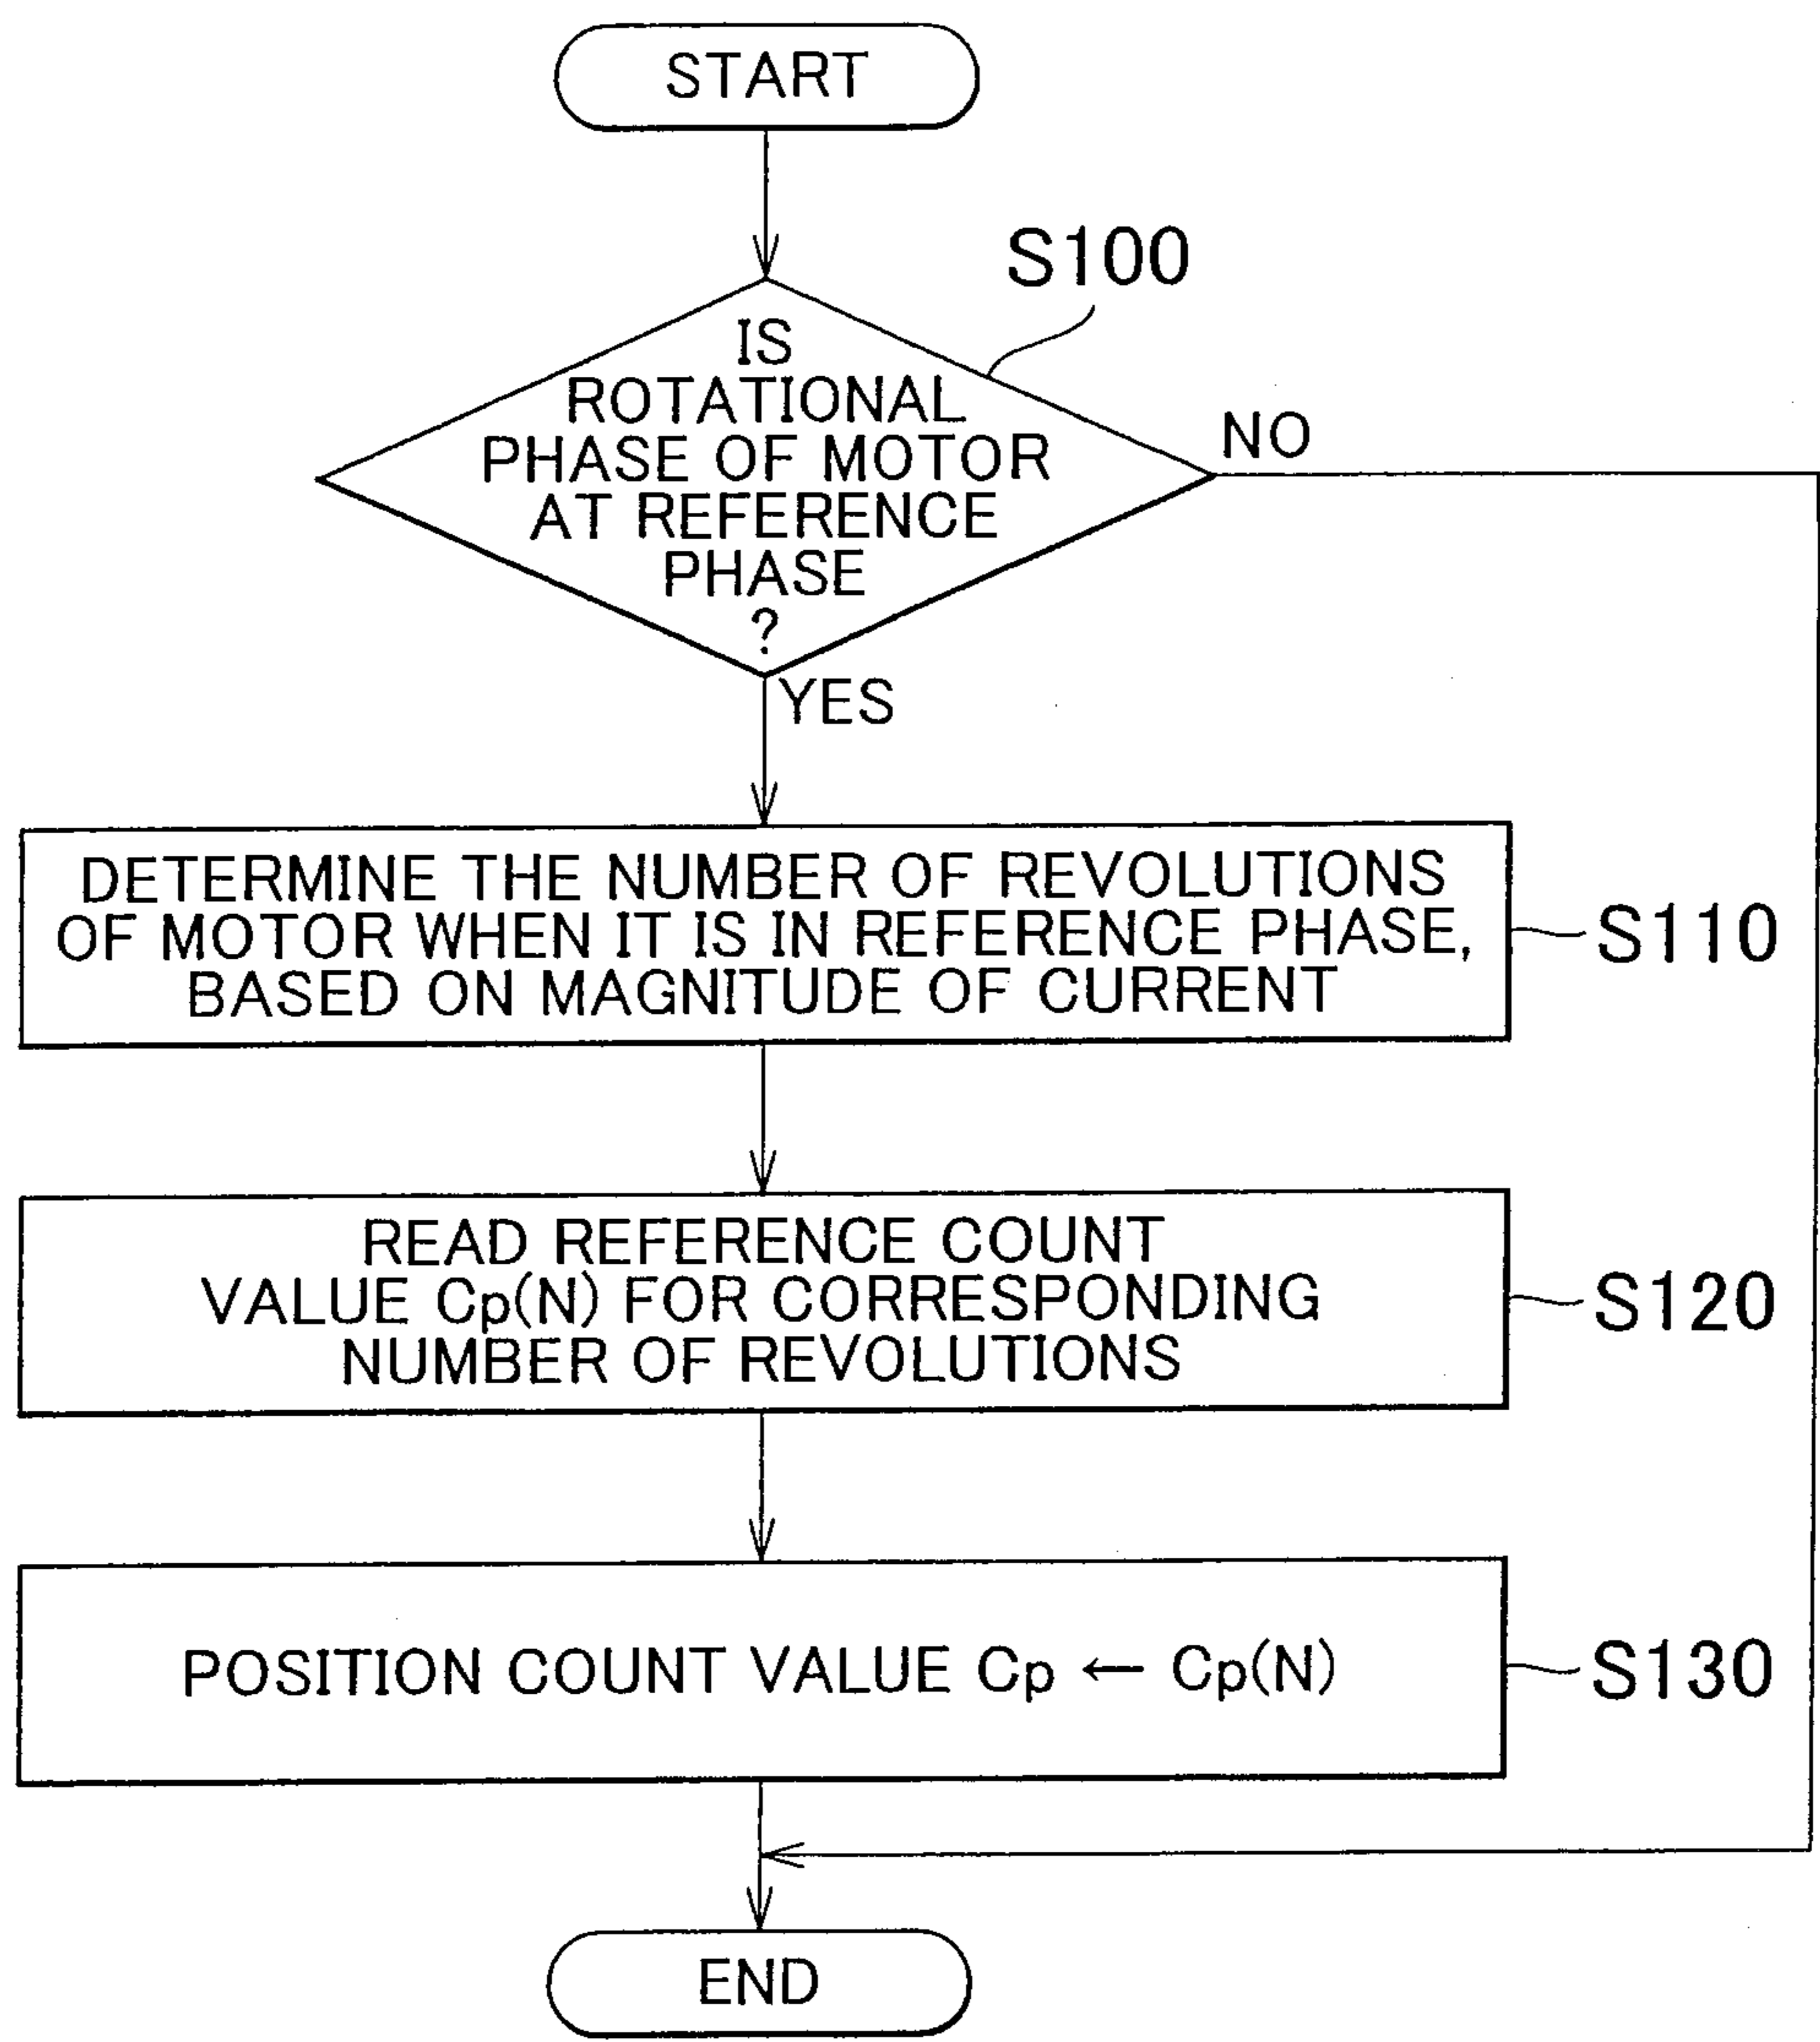 START
S100
IS
ROTATIONAL
PHASE OF MOTOR
AT REFERENCE
PHASE
?
NO
YES
DETERMINE THE NUMBER OF REVOLUTIONS
OF MOTOR WHEN IT IS IN REFERENCE PHASE,
BASED ON MAGNITUDE OF CURRENT
S110
READ REFERENCE COUNT
VALUE Cp(N) FOR CORRESPONDING
NUMBER OF REVOLUTIONS
S120
POSITION COUNT VALUE Cp ← Cp(N)
S130
END